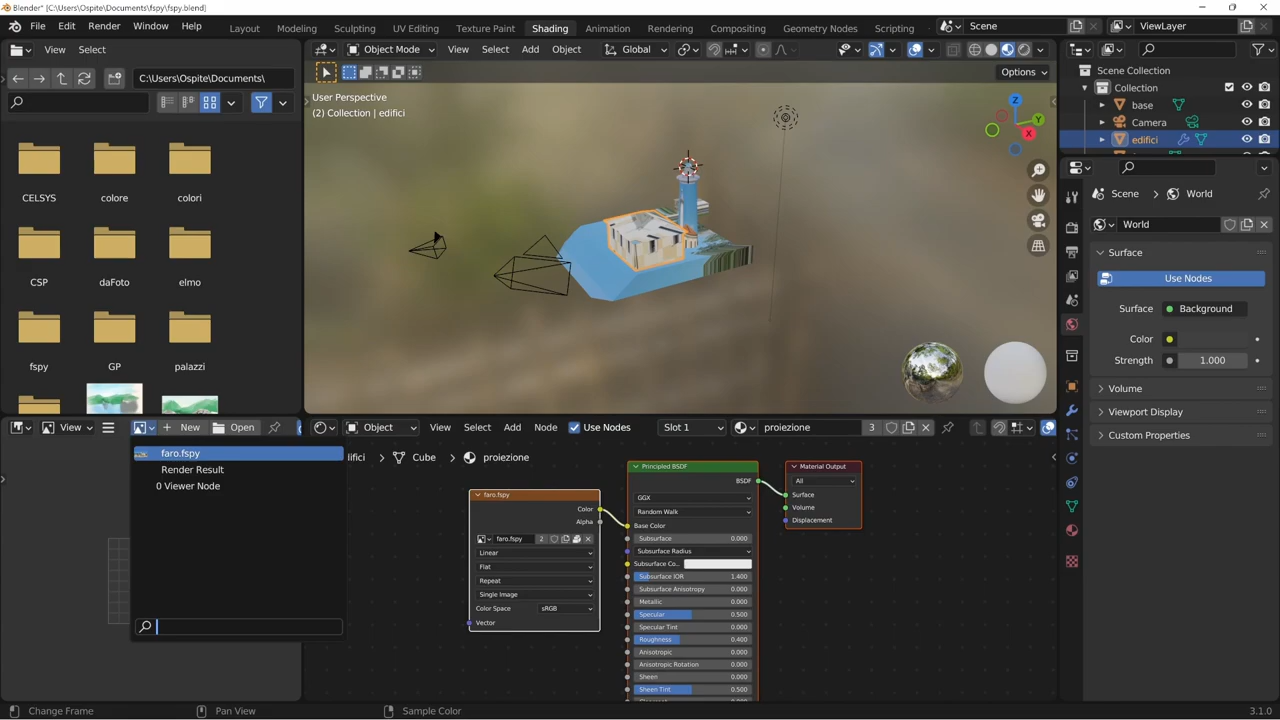 Blender* [C:\Users\Ospite\Documents\fspy\fspy.blend]
File Edit Render Window Help
Layout Modeling Sculpting UV Editing Texture Paint Shading Animation Rendering Compositing Geometry Nodes Scripting
Scene ViewLayer
View Select
Object Mode View Select Add Object Global
C:\Users\Ospite\Documents\
Options
User Perspective
(2) Collection | edifici
Z
Y
X
CELSYS colore colori
CSP daFoto elmo
fspy GP palazzi
Scene Collection
Collection
base
Camera
edifici
Scene World
World
Surface
Use Nodes
Surface Background
Color
Strength 1.000
Volume
Viewport Display
Custom Properties
View New Open
faro.fspy
Render Result
0 Viewer Node
Object View Select Add Node Use Nodes Slot 1 proiezione 3
lifici Cube proiezione
faro.fspy
Color
Alpha
faro.fspy 2
Linear
Flat
Repeat
Single Image
Color Space sRGB
Vector
Principled BSDF
BSDF
GGX
Random Walk
Base Color
Subsurface 0.000
Subsurface Radius
Subsurface Co..
Subsurface IOR 1.400
Subsurface Anisotropy 0.000
Metallic 0.000
Specular 0.500
Specular Tint 0.000
Roughness 0.400
Anisotropic 0.000
Anisotropic Rotation 0.000
Sheen 0.000
Sheen Tint 0.500
Material Output
All
Surface
Volume
Displacement
Change Frame Pan View Sample Color 3.1.0